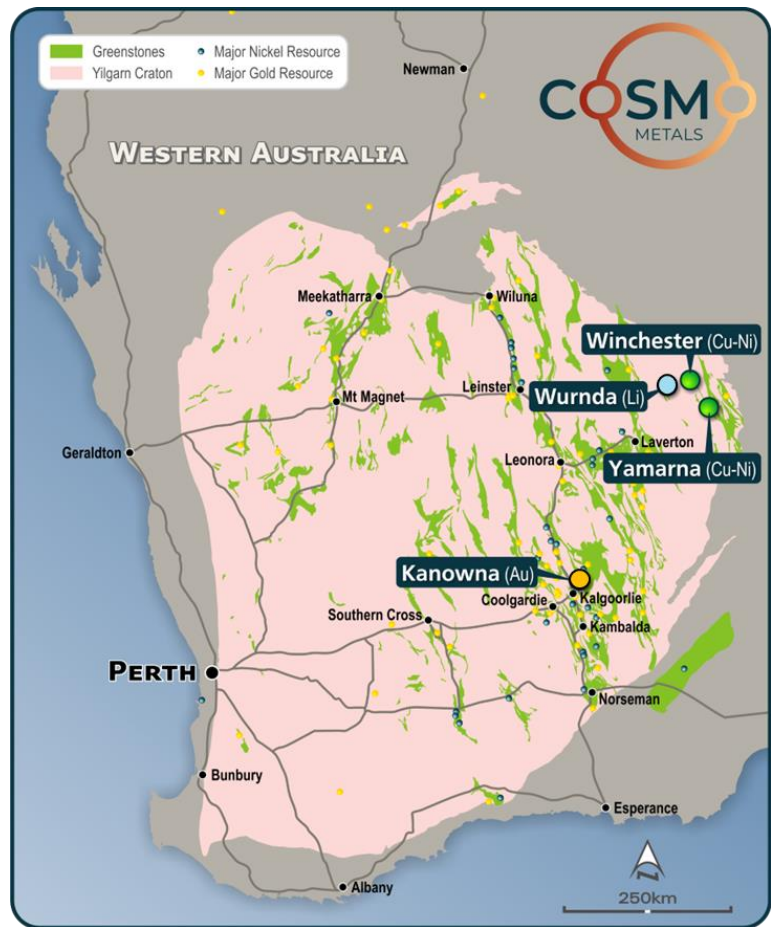 Greenstones
Major Nickel Resource
Yilgarn Craton
Major Gold Resource
Newman
COSMO
METALS
WESTERN AUSTRALIA
Meekatharra
Wiluna
Winchester (Cu-Ni)
Leinster
Wurnda (Li)
Mt Magnet
Geraldton
Laverton
Leonora
Yamarna (Cu-Ni)
Kanowna (Au)
Coolgardie
Kalgoorlie
Southern Cross
Kambalda
PERTH
Norseman
Bunbury
Esperance
N
250km
Albany